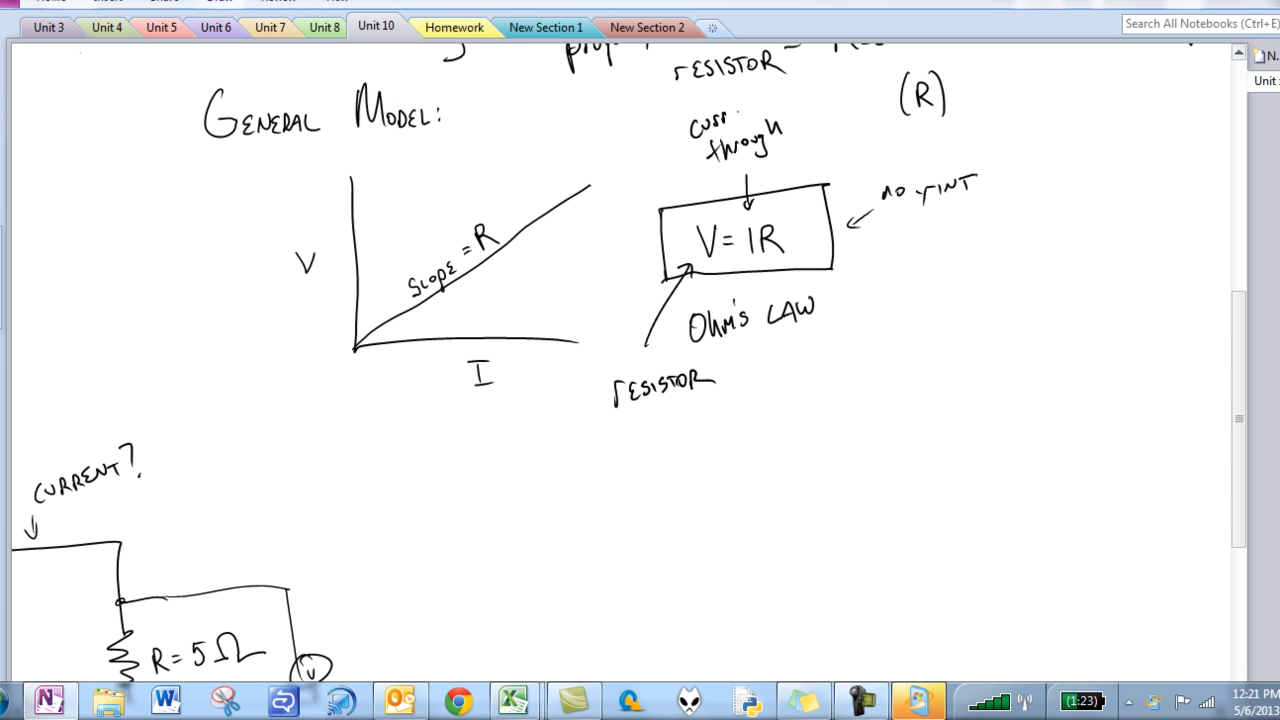 Unit 3 Unit 4 Unit 5 Unit 6 Unit 7 Unit 8 Unit 10 Homework New Section 1 New Section 2
Search All Notebooks (Ctrl+E)
N.
Unit :
RESISTOR
(R)
GENERAL MODEL:
through
no y-INT
V
SLOPE = R
V = IR
I
Ohm's LAW
RESISTOR
CURRENT?
R = 5 Ω
V
(1:23)
12:21 PM
5/6/2013